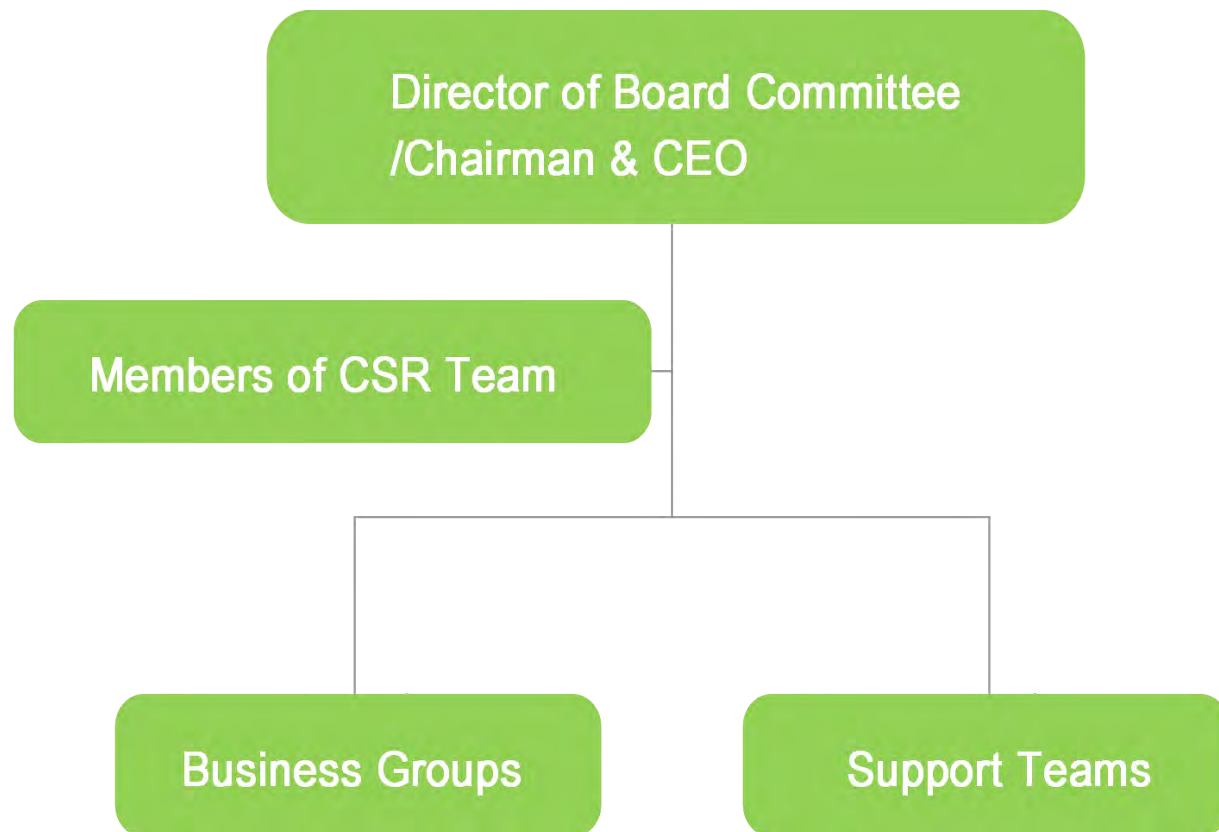 Director of Board Committee
/Chairman & CEO
Members of CSR Team
Business Groups
Support Teams